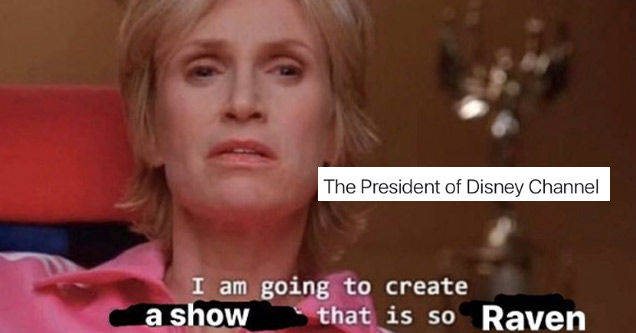 The President of Disney Channel
I am going to create
a show that is so Raven